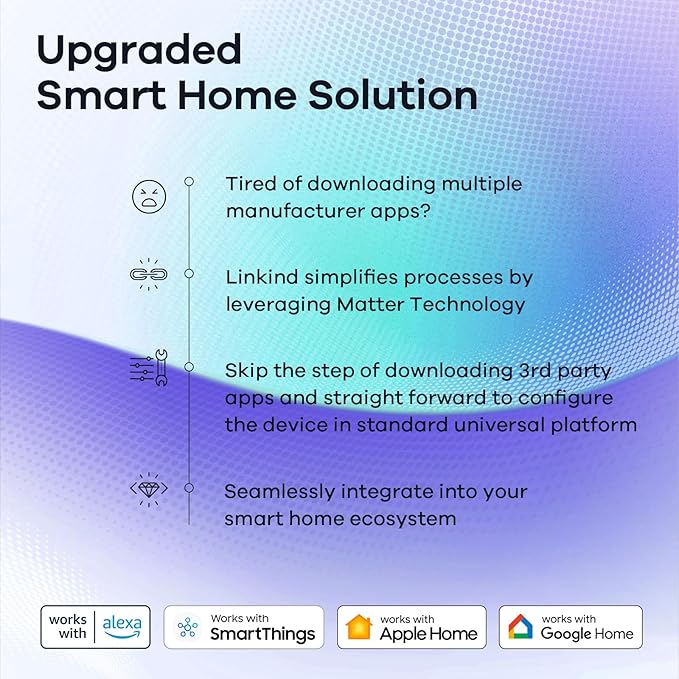 Upgraded
Smart Home Solution
Tired of downloading multiple
manufacturer apps?
Linkind simplifies processes by
leveraging Matter Technology
Skip the step of downloading 3rd party
apps and straight forward to configure
the device in standard universal platform
Seamlessly integrate into your
smart home ecosystem
works
with
alexa
Works with
SmartThings
works with
Apple Home
works with
Google Home